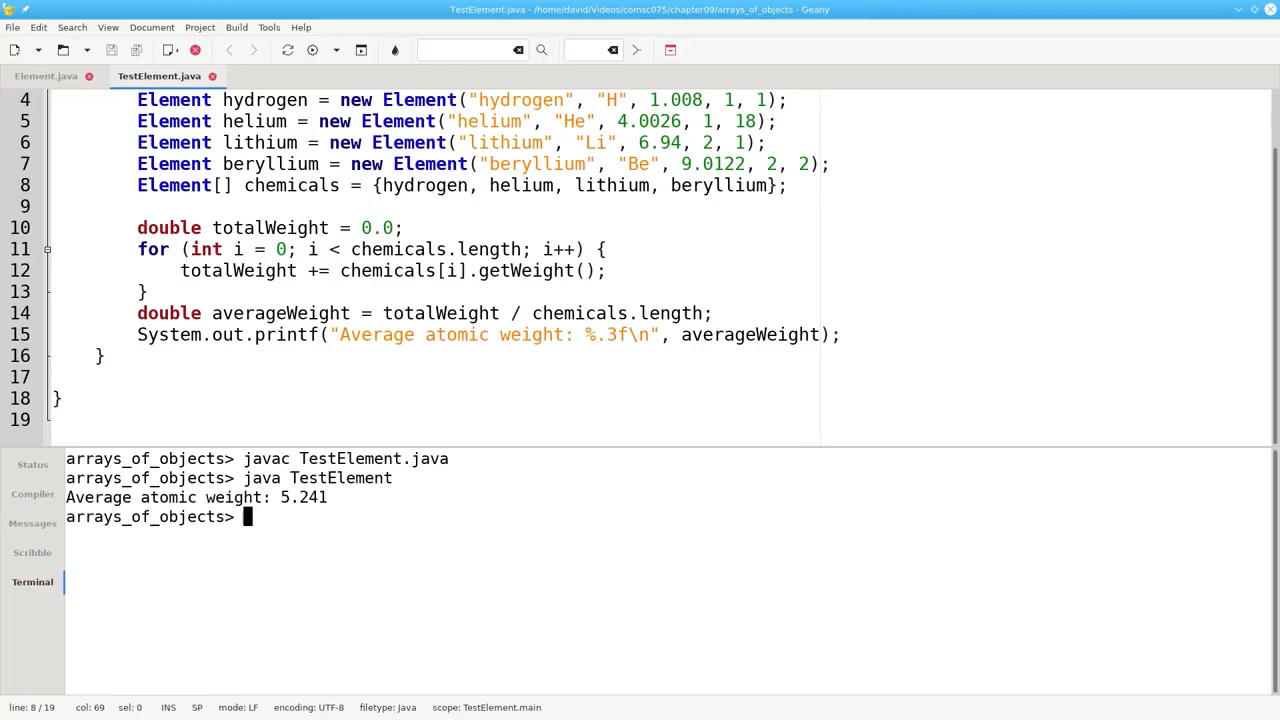 TestElement.java - /home/david/Videos/comsc075/chapter09/arrays_of_objects - Geany
File Edit Search View Document Project Build Tools Help
Element.java TestElement.java
4 Element hydrogen = new Element("hydrogen", "H", 1.008, 1, 1);
5 Element helium = new Element("helium", "He", 4.0026, 1, 18);
6 Element lithium = new Element("lithium", "Li", 6.94, 2, 1);
7 Element beryllium = new Element("beryllium", "Be", 9.0122, 2, 2);
8 Element[] chemicals = {hydrogen, helium, lithium, beryllium};
9
10 double totalWeight = 0.0;
11 for (int i = 0; i < chemicals.length; i++) {
12 totalWeight += chemicals[i].getWeight();
13 }
14 double averageWeight = totalWeight / chemicals.length;
15 System.out.printf("Average atomic weight: %.3f\n", averageWeight);
16 }
17
18 }
19
Status
Compiler
Messages
Scribble
Terminal
arrays_of_objects> javac TestElement.java
arrays_of_objects> java TestElement
Average atomic weight: 5.241
arrays_of_objects>
line: 8 / 19 col: 69 sel: 0 INS SP mode: LF encoding: UTF-8 filetype: Java scope: TestElement.main